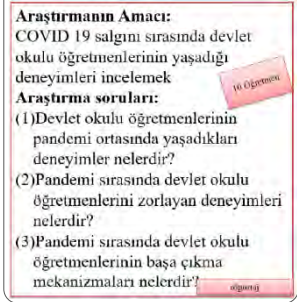 Araştırmanın Amacı:
COVID 19 salgını sırasında devlet
okulu öğretmenlerinin yaşadığı
deneyimleri incelemek
10 Öğretmen
Araştırma soruları:
(1)Devlet okulu öğretmenlerinin
pandemi ortasında yaşadıkları
deneyimler nelerdir?
(2)Pandemi sırasında devlet okulu
öğretmenlerini zorlayan deneyimleri
nelerdir?
(3)Pandemi sırasında devlet okulu
öğretmenlerinin başa çıkma
mekanizmaları nelerdir?